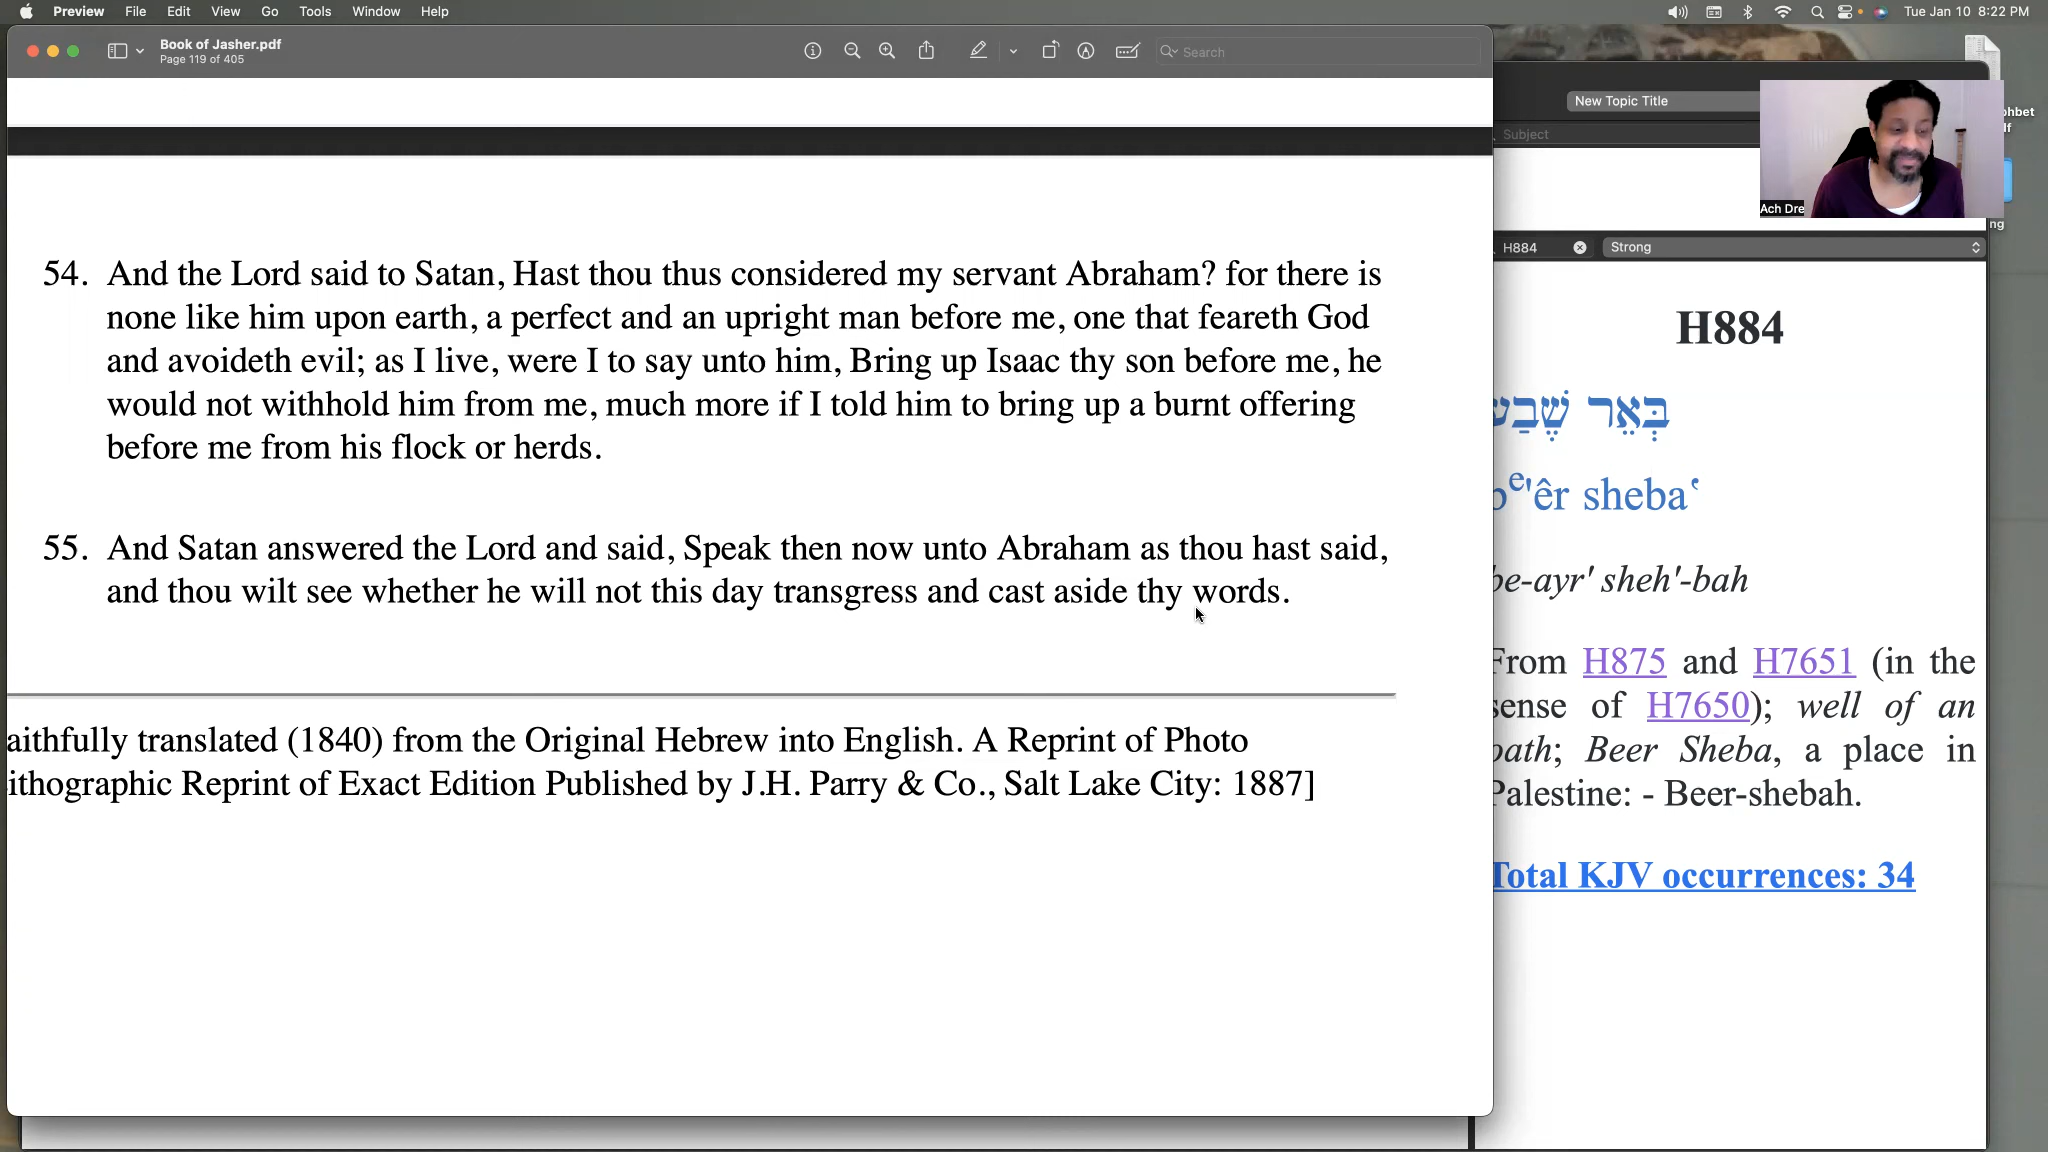 Preview File Edit View Go Tools Window Help
Tue Jan 10 8:22 PM
Book of Jasher.pdf
Page 119 of 405
Search
New Topic Title
Subject
Ach Dre
H884
Strong
54. And the Lord said to Satan, Hast thou thus considered my servant Abraham? for there is
none like him upon earth, a perfect and an upright man before me, one that feareth God
and avoideth evil; as I live, were I to say unto him, Bring up Isaac thy son before me, he
would not withhold him from me, much more if I told him to bring up a burnt offering
before me from his flock or herds.
55. And Satan answered the Lord and said, Speak then now unto Abraham as thou hast said,
and thou wilt see whether he will not this day transgress and cast aside thy words.
aithfully translated (1840) from the Original Hebrew into English. A Reprint of Photo
ithographic Reprint of Exact Edition Published by J.H. Parry & Co., Salt Lake City: 1887]
H884
בְּאֵר שֶׁבַע
be'êr sheba‛
be-ayr' sheh'-bah
From H875 and H7651 (in the
sense of H7650); well of an
oath; Beer Sheba, a place in
Palestine: - Beer-shebah.
Total KJV occurrences: 34